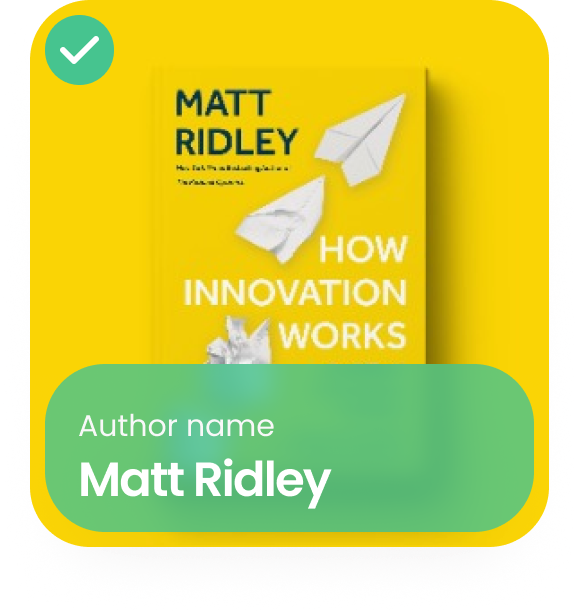 MATT
RIDLEY
HOW
INNOVATION
WORKS
Author name
Matt Ridley